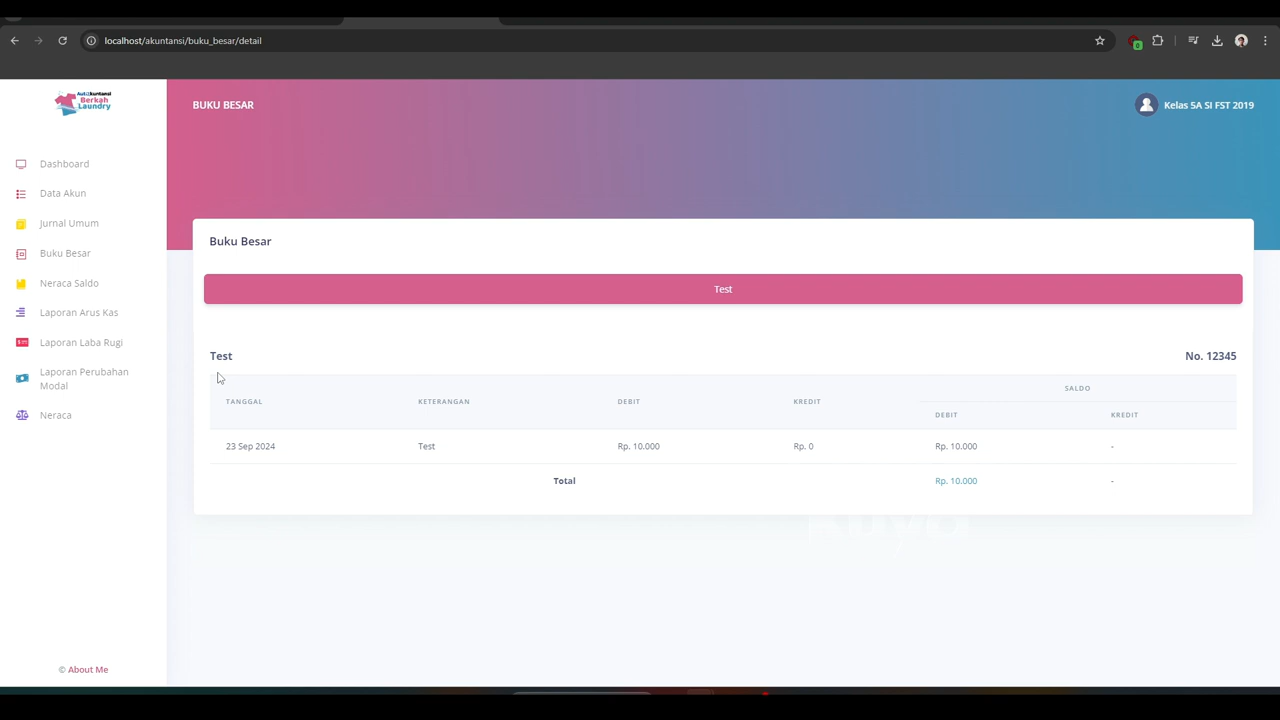 localhost/akuntansi/buku_besar/detail
0
Berkah
Laundry
BUKU BESAR
Kelas 5A SI FST 2019
Dashboard
Data Akun
Jurnal Umum
Buku Besar
Neraca Saldo
Laporan Arus Kas
Laporan Laba Rugi
Laporan Perubahan
Modal
Neraca
© About Me
Buku Besar
Test
Test No. 12345
TANGGAL KETERANGAN DEBIT KREDIT SALDO
DEBIT KREDIT
23 Sep 2024 Test Rp. 10.000 Rp. 0 Rp. 10.000 -
Total Rp. 10.000 -